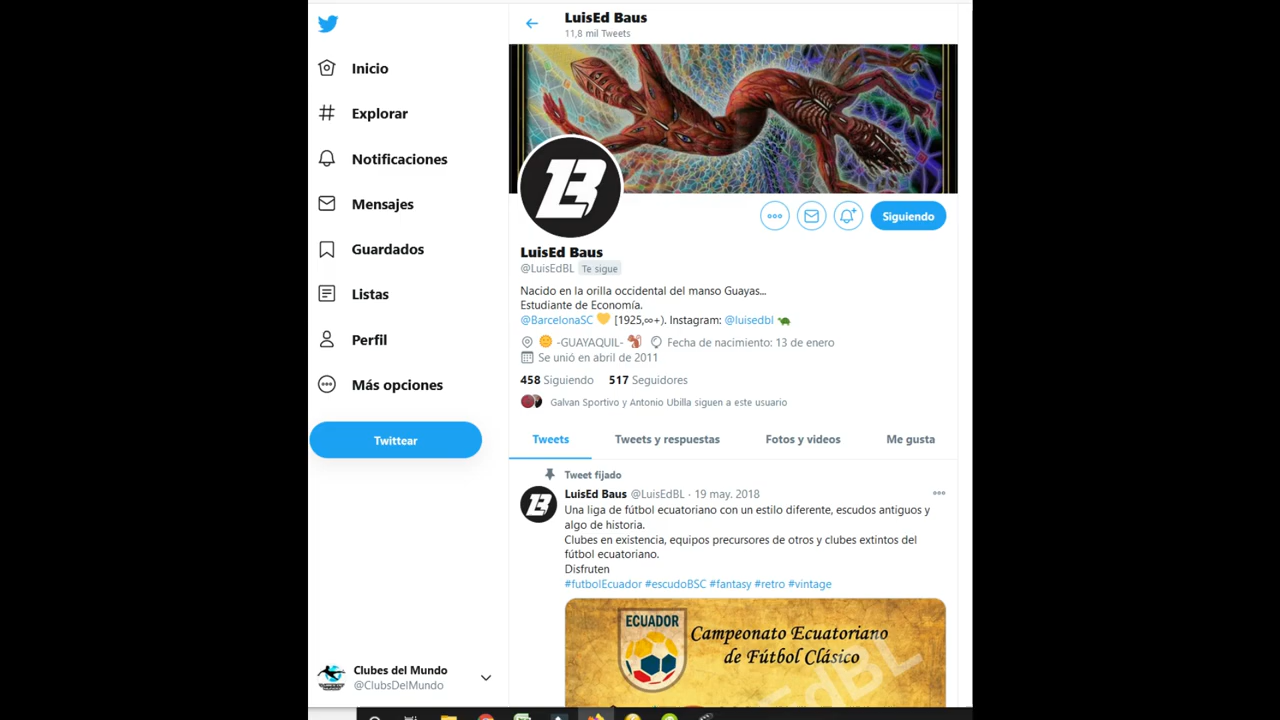 LuisEd Baus
11,8 mil Tweets
Inicio
Explorar
Notificaciones
Mensajes
Guardados
Listas
Perfil
Más opciones
Twittear
Clubes del Mundo
@ClubsDelMundo
Siguiendo
LuisEd Baus
@LuisEdBL Te sigue
Nacido en la orilla occidental del manso Guayas...
Estudiante de Economía.
@BarcelonaSC 💛 [1925,∞+). Instagram: @luisedbl 🐢
🌞 -GUAYAQUIL- 🐿 Fecha de nacimiento: 13 de enero
Se unió en abril de 2011
458 Siguiendo 517 Seguidores
Galvan Sportivo y Antonio Ubilla siguen a este usuario
Tweets Tweets y respuestas Fotos y videos Me gusta
Tweet fijado
LuisEd Baus @LuisEdBL · 19 may. 2018
Una liga de fútbol ecuatoriano con un estilo diferente, escudos antiguos y
algo de historia.
Clubes en existencia, equipos precursores de otros y clubes extintos del
fútbol ecuatoriano.
Disfruten
#futbolEcuador #escudoBSC #fantasy #retro #vintage
ECUADOR
Campeonato Ecuatoriano
de Fútbol Clásico
EdBL